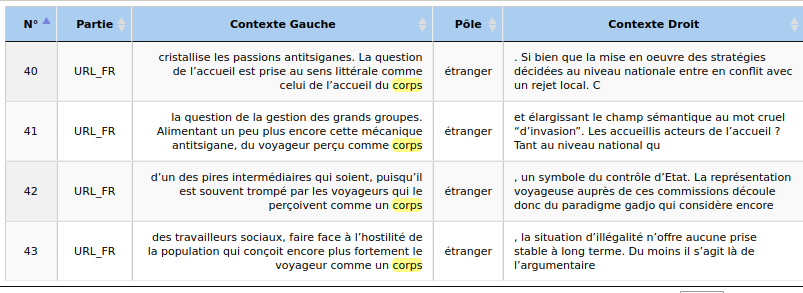 N° Partie Contexte Gauche Pôle Contexte Droit
cristallise les passions antitsiganes. La question . Si bien que la mise en oeuvre des stratégies
40 URL_FR de l’accueil est prise au sens littérale comme étranger décidées au niveau nationale entre en conflit avec
celui de l’accueil du corps un rejet local. C
la question de la gestion des grands groupes. et élargissant le champ sémantique au mot cruel
41 URL_FR Alimentant un peu plus encore cette mécanique étranger “d’invasion”. Les accueillis acteurs de l’accueil ?
antitsigane, du voyageur perçu comme corps Tant au niveau national qu
d’un des pires intermédiaires qui soient, puisqu’il , un symbole du contrôle d’Etat. La représentation
42 URL_FR est souvent trompé par les voyageurs qui le étranger voyageuse auprès de ces commissions découle
perçoivent comme un corps donc du paradigme gadjo qui considère encore
des travailleurs sociaux, faire face à l’hostilité de , la situation d’illégalité n’offre aucune prise
43 URL_FR la population qui conçoit encore plus fortement le étranger stable à long terme. Du moins il s’agit là de
voyageur comme un corps l’argumentaire